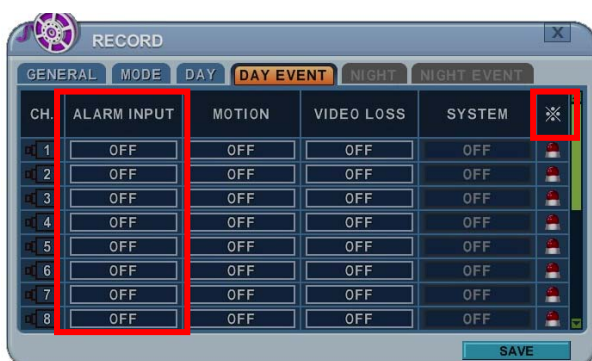 RECORD X
GENERAL MODE DAY DAY EVENT NIGHT NIGHT EVENT
CH. ALARM INPUT MOTION VIDEO LOSS SYSTEM ※
1 OFF OFF OFF OFF
2 OFF OFF OFF OFF
3 OFF OFF OFF OFF
4 OFF OFF OFF OFF
5 OFF OFF OFF OFF
6 OFF OFF OFF OFF
7 OFF OFF OFF OFF
8 OFF OFF OFF OFF
SAVE